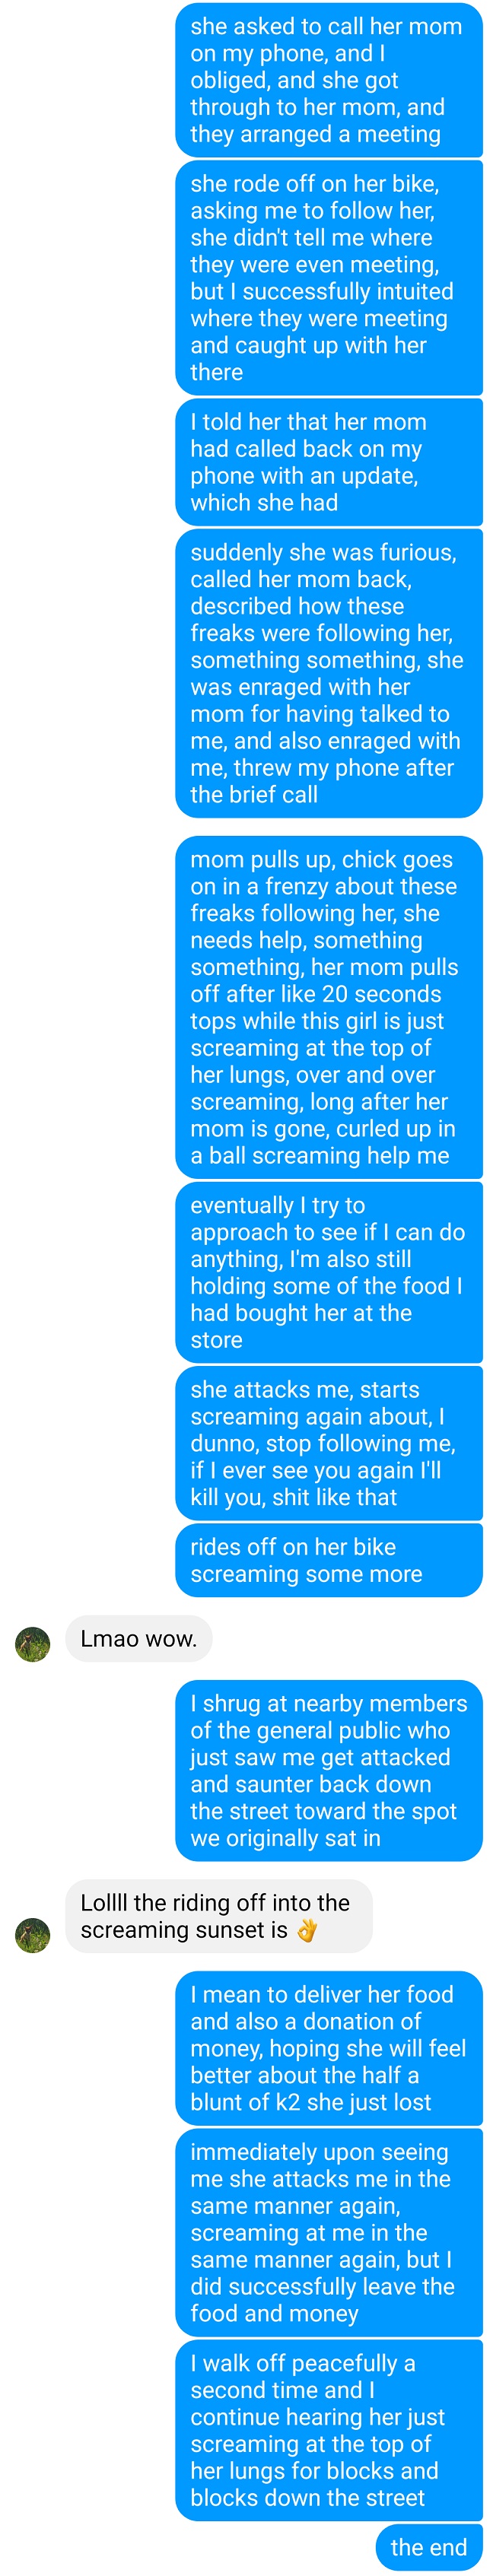 she asked to call her mom
on my phone, and I
obliged, and she got
through to her mom, and
they arranged a meeting
she rode off on her bike,
asking me to follow her,
she didn't tell me where
they were even meeting,
but I successfully intuited
where they were meeting
and caught up with her
there
I told her that her mom
had called back on my
phone with an update,
which she had
suddenly she was furious,
called her mom back,
described how these
freaks were following her,
something something, she
was enraged with her
mom for having talked to
me, and also enraged with
me, threw my phone after
the brief call
mom pulls up, chick goes
on in a frenzy about these
freaks following her, she
needs help, something
something, her mom pulls
off after like 20 seconds
tops while this girl is just
screaming at the top of
her lungs, over and over
screaming, long after her
mom is gone, curled up in
a ball screaming help me
eventually I try to
approach to see if I can do
anything, I'm also still
holding some of the food I
had bought her at the
store
she attacks me, starts
screaming again about, I
dunno, stop following me,
if I ever see you again I'll
kill you, shit like that
rides off on her bike
screaming some more
Lmao wow.
I shrug at nearby members
of the general public who
just saw me get attacked
and saunter back down
the street toward the spot
we originally sat in
Lollll the riding off into the
screaming sunset is 👌
I mean to deliver her food
and also a donation of
money, hoping she will feel
better about the half a
blunt of k2 she just lost
immediately upon seeing
me she attacks me in the
same manner again,
screaming at me in the
same manner again, but I
did successfully leave the
food and money
I walk off peacefully a
second time and I
continue hearing her just
screaming at the top of
her lungs for blocks and
blocks down the street
the end